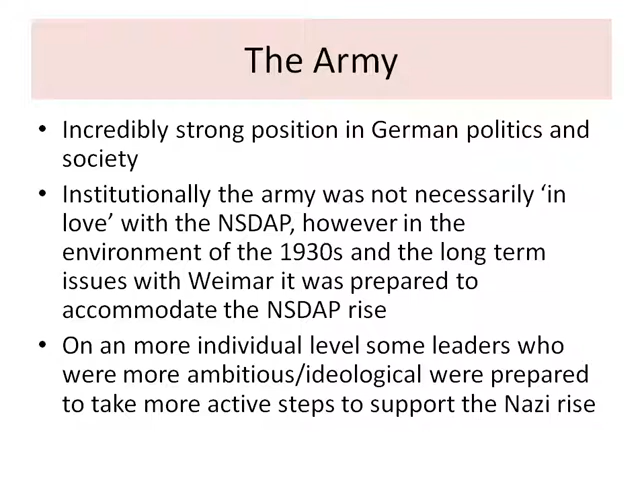 The Army
• Incredibly strong position in German politics and
society
• Institutionally the army was not necessarily ‘in
love’ with the NSDAP, however in the
environment of the 1930s and the long term
issues with Weimar it was prepared to
accommodate the NSDAP rise
• On an more individual level some leaders who
were more ambitious/ideological were prepared
to take more active steps to support the Nazi rise